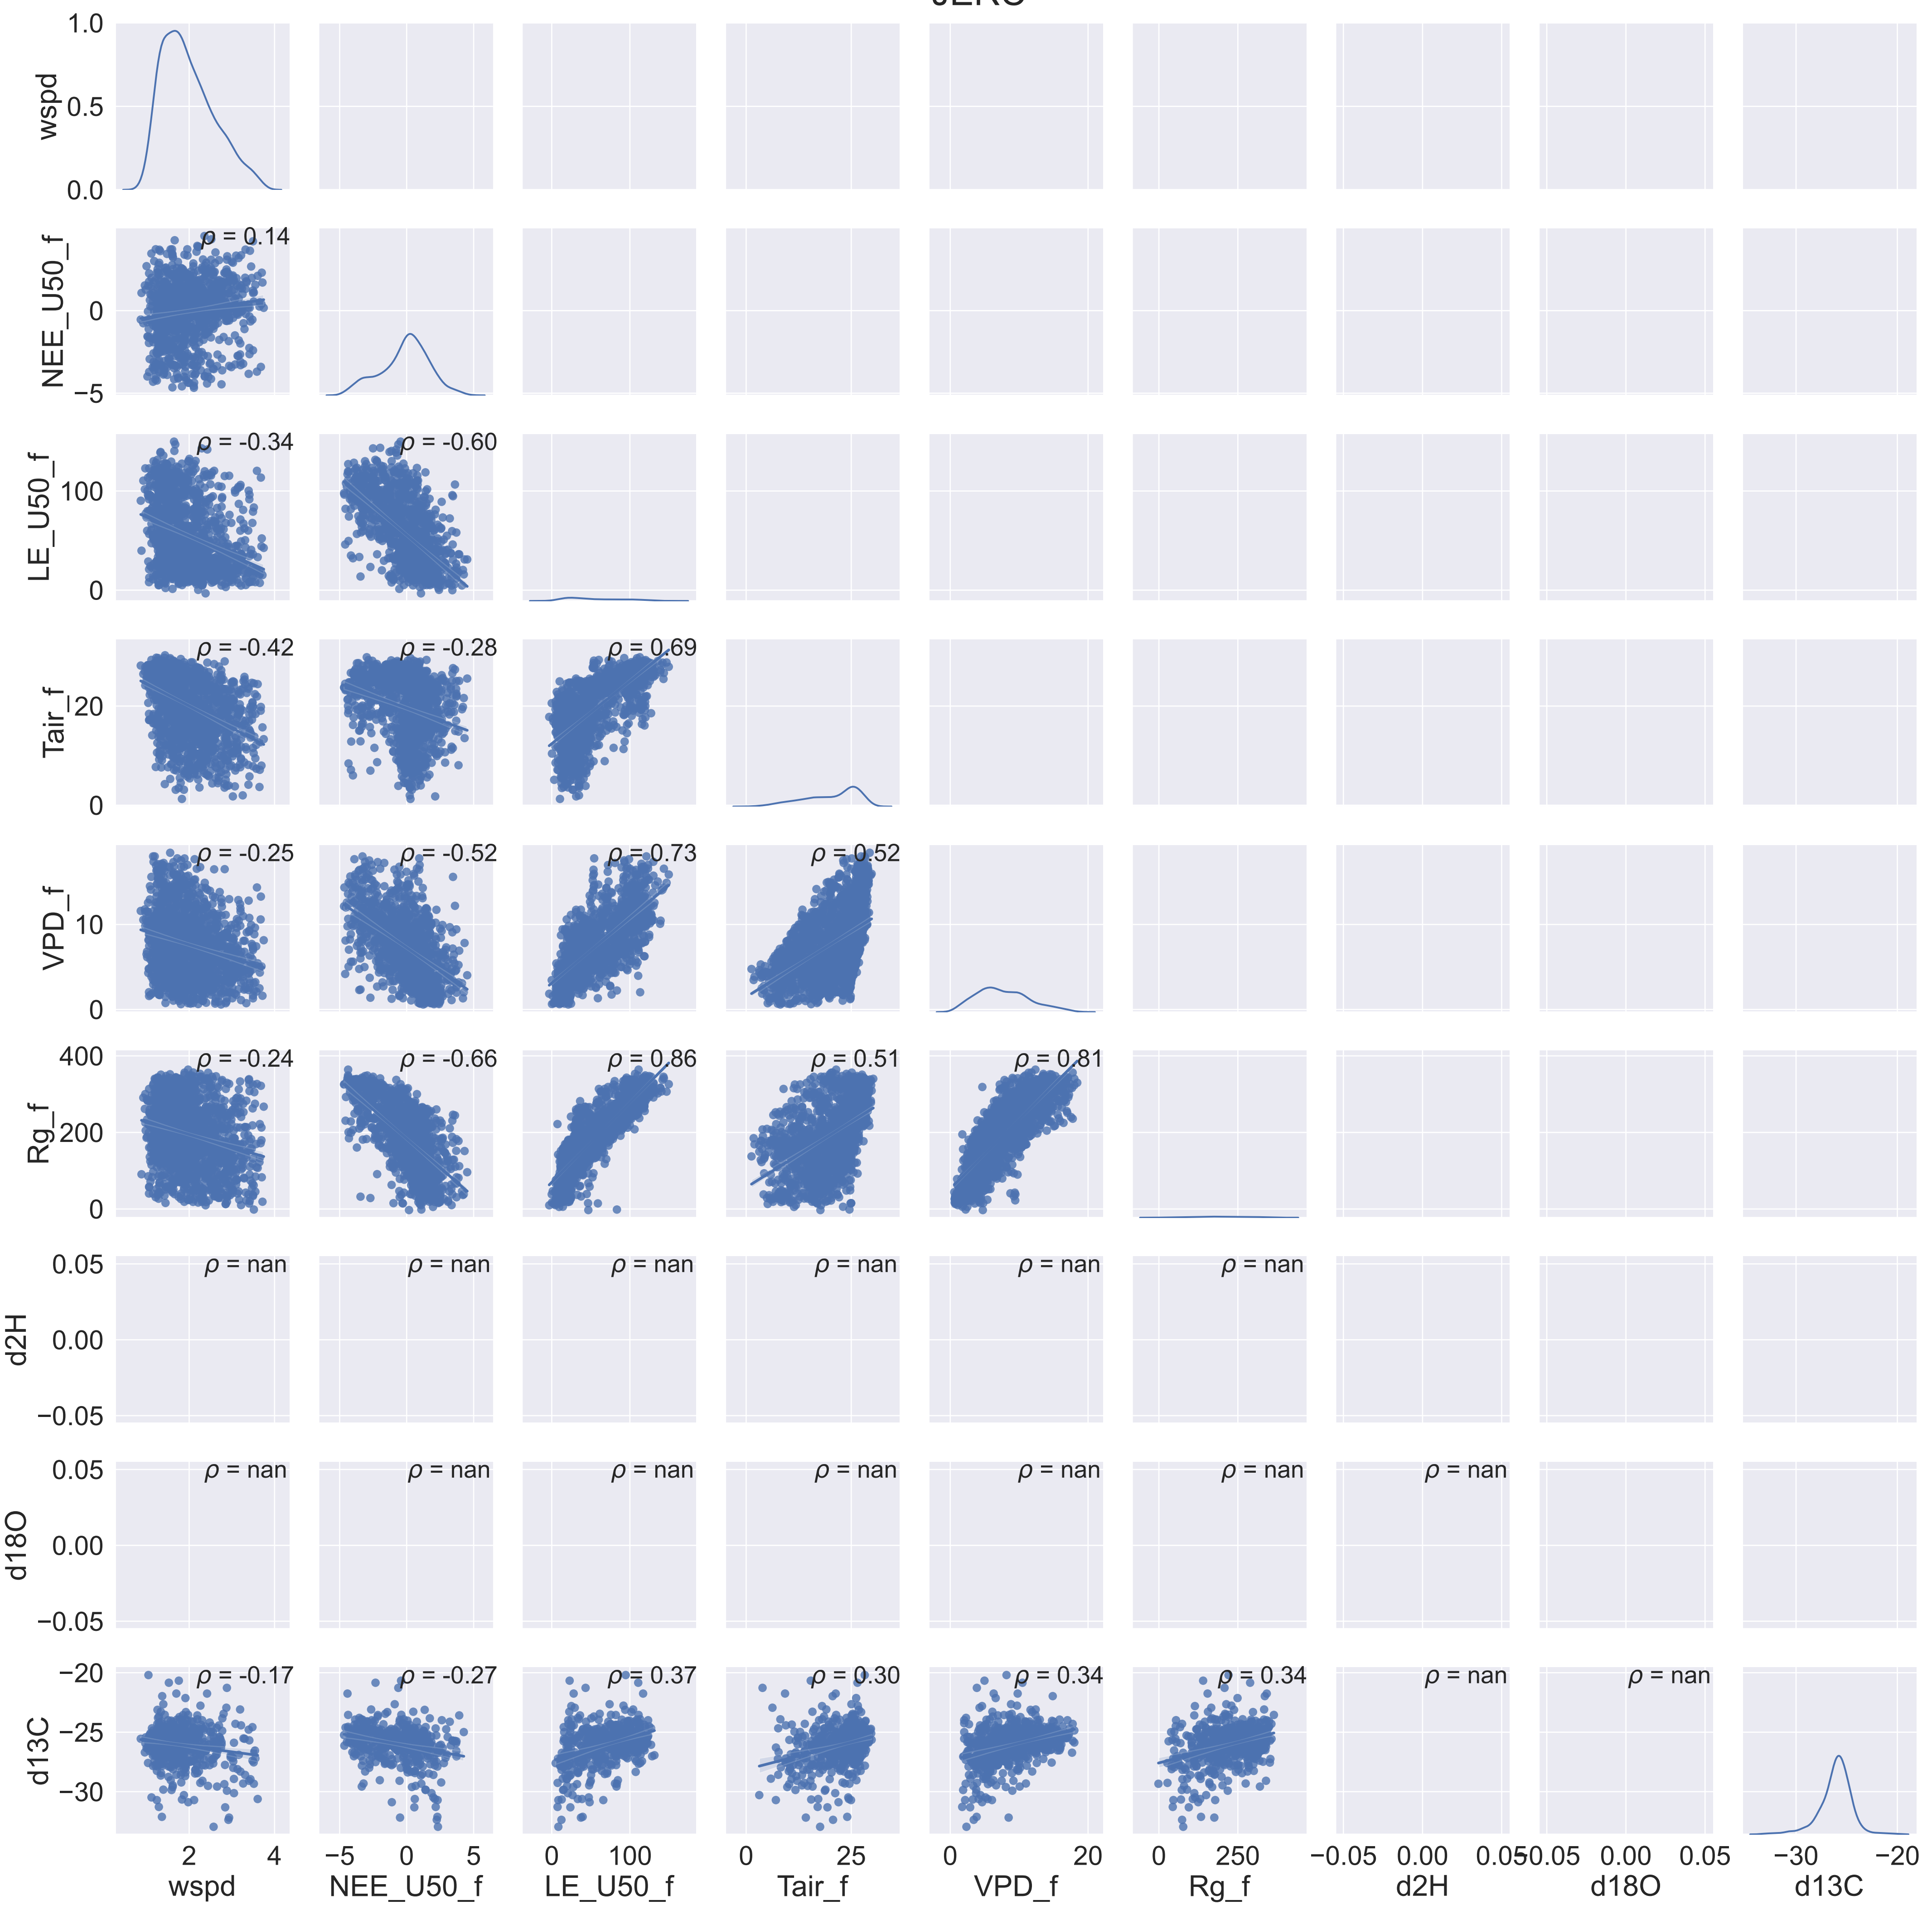 JERC
1.0
wspd
0.5
0.0
ρ = 0.14
NEE_U50_f
0
−5
ρ = -0.34 ρ = -0.60
LE_U50_f
100
0
ρ = -0.42 ρ = -0.28 ρ = 0.69
Tair_f
20
0
ρ = -0.25 ρ = -0.52 ρ = 0.73 ρ = 0.52
VPD_f
10
0
ρ = -0.24 ρ = -0.66 ρ = 0.86 ρ = 0.51 ρ = 0.81
400
Rg_f
200
0
ρ = nan ρ = nan ρ = nan ρ = nan ρ = nan ρ = nan
0.05
d2H
0.00
−0.05
ρ = nan ρ = nan ρ = nan ρ = nan ρ = nan ρ = nan ρ = nan
0.05
d18O
0.00
−0.05
ρ = -0.17 ρ = -0.27 ρ = 0.37 ρ = 0.30 ρ = 0.34 ρ = 0.34 ρ = nan ρ = nan
−20
d13C
−25
−30
2 4 −5 0 5 0 100 0 25 0 20 0 250 −0.05 0.00 0.05 −0.05 0.00 0.05 −30 −20
wspd NEE_U50_f LE_U50_f Tair_f VPD_f Rg_f d2H d18O d13C